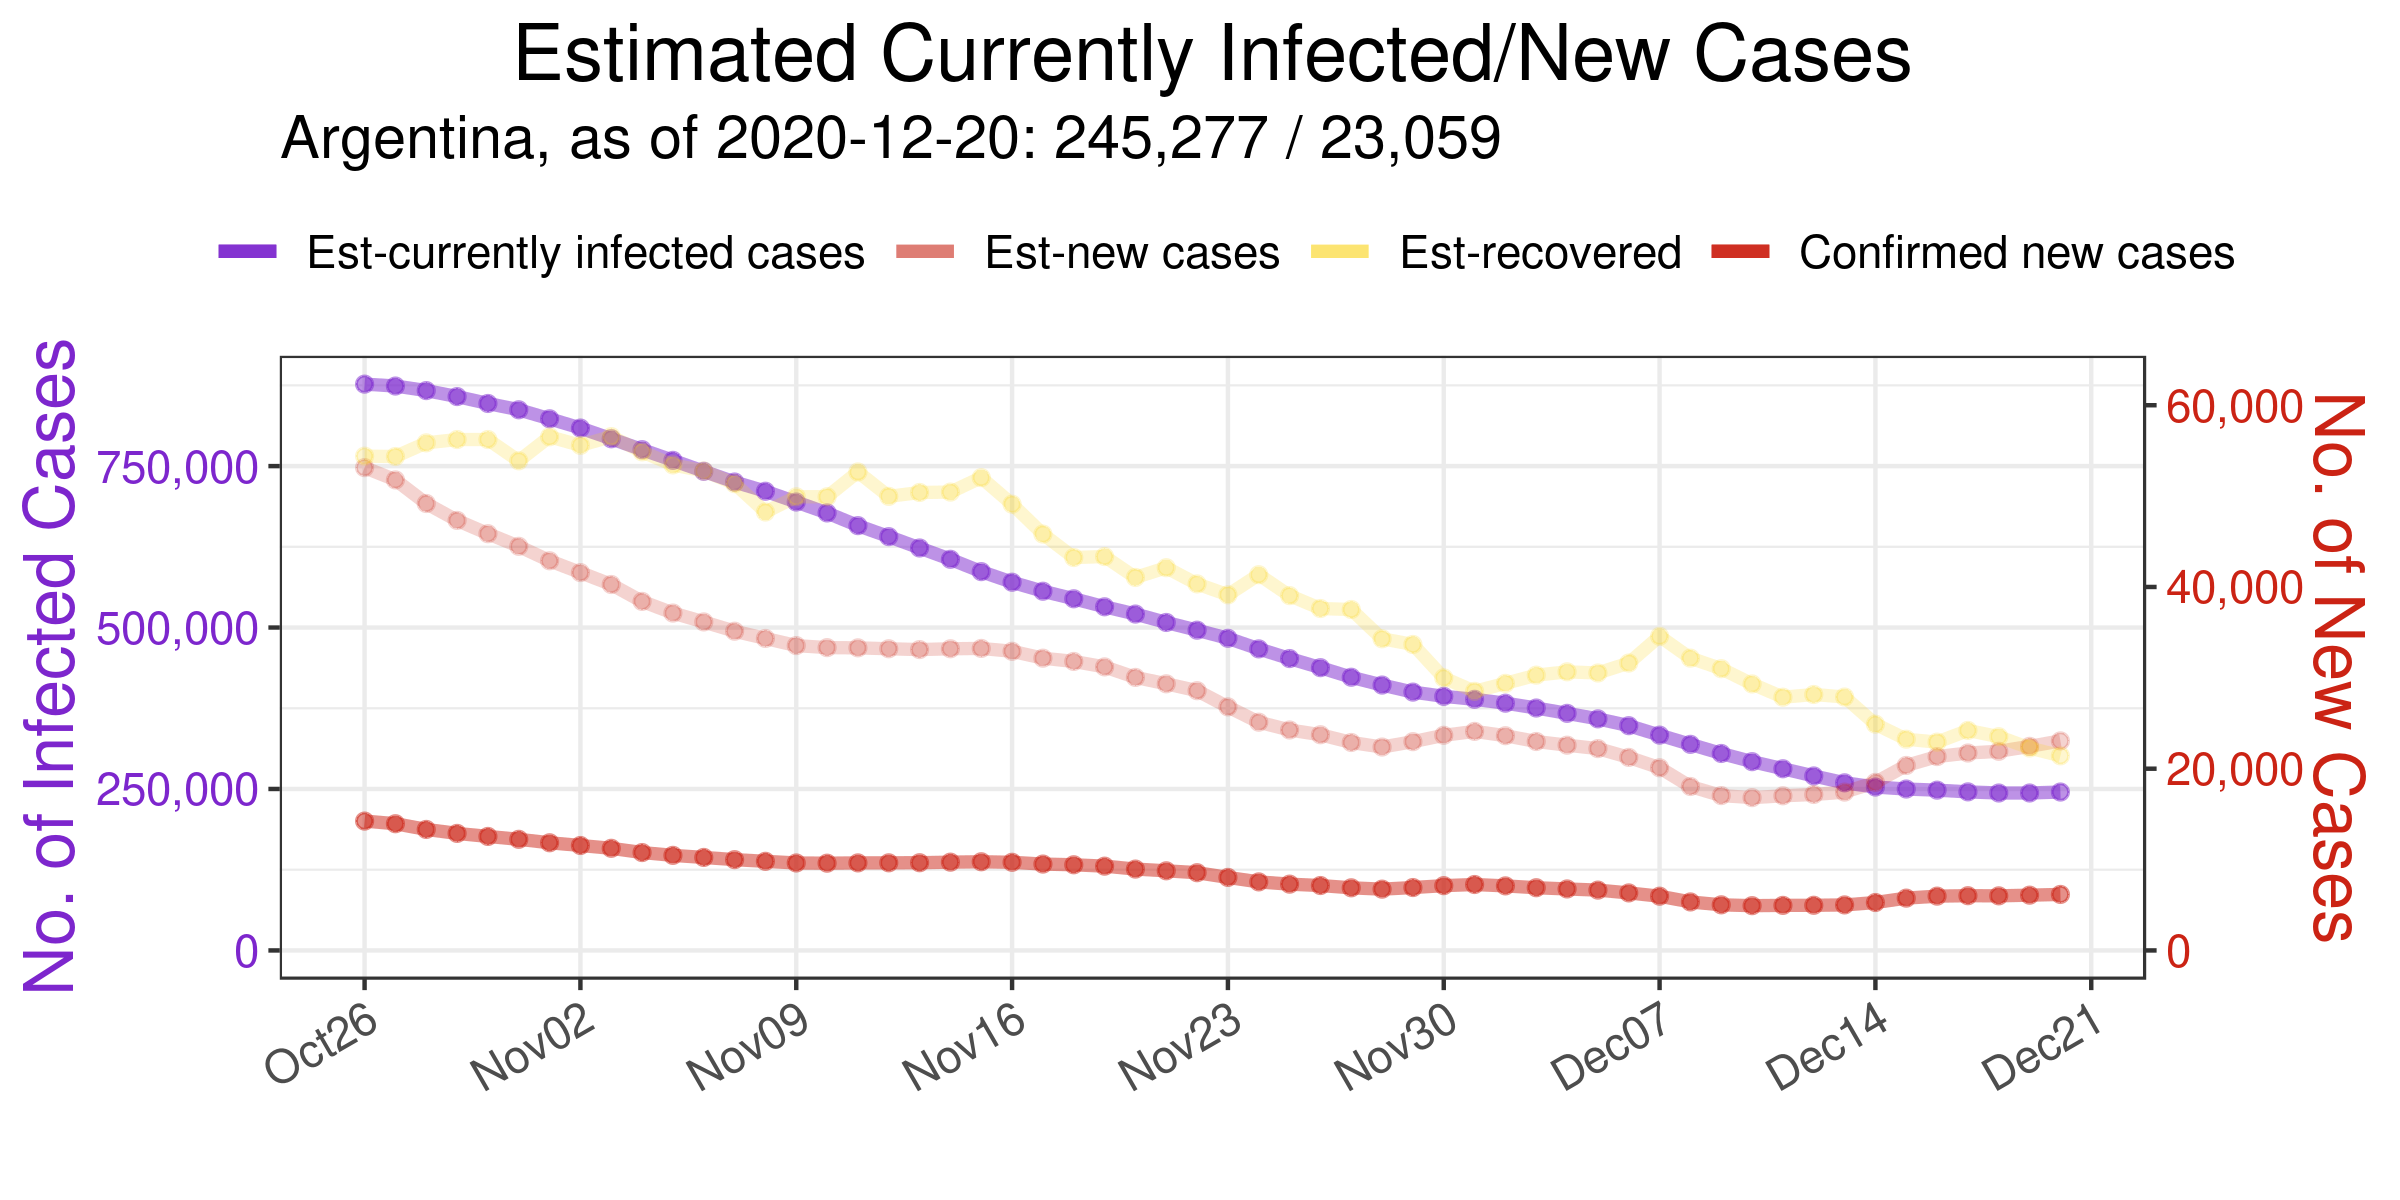 Estimated Currently Infected/New Cases
Argentina, as of 2020-12-20: 245,277 / 23,059
Est-currently infected cases Est-new cases Est-recovered Confirmed new cases
No. of Infected Cases
750,000
500,000
250,000
0
60,000
40,000
20,000
0
No. of New Cases
Oct26 Nov02 Nov09 Nov16 Nov23 Nov30 Dec07 Dec14 Dec21